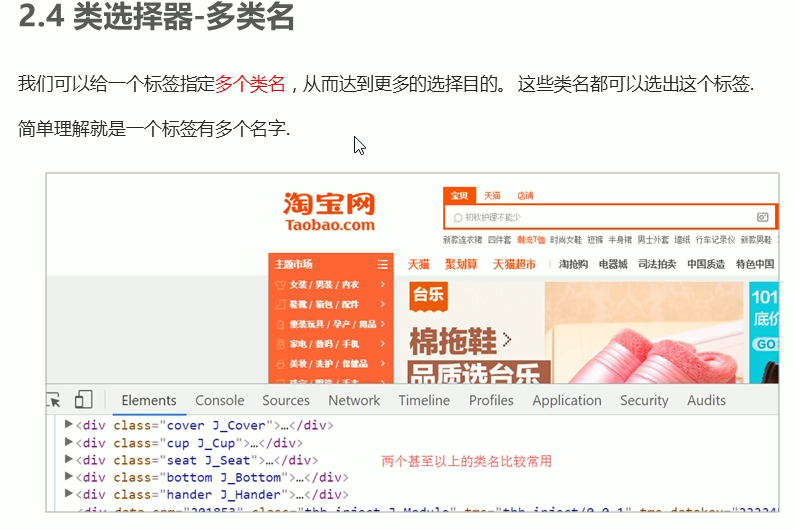 2.4 类选择器-多类名
我们可以给一个标签指定多个类名，从而达到更多的选择目的。 这些类名都可以选出这个标签.
简单理解就是一个标签有多个名字.
淘宝网
Taobao.com
宝贝 天猫 店铺
初秋护理不能少
新款连衣裙 四件套 潮流T恤 时尚女鞋 短裤 半身裙 男士外套 墙纸 行车记录仪 新款男鞋
主题市场
天猫 聚划算 天猫超市 | 淘抢购 电器城 司法拍卖 中国质造 特色中国
女装 / 男装 / 内衣
鞋靴 / 箱包 / 配件
童装玩具 / 孕产 / 用品
家电 / 数码 / 手机
美妆 / 洗护 / 保健品
台乐
棉拖鞋
品质选台乐
101
底价
GO
Elements Console Sources Network Timeline Profiles Application Security Audits
<div class="cover J_Cover">…</div>
<div class="cup J_Cup">…</div>
<div class="seat J_Seat">…</div>
<div class="bottom J_Bottom">…</div>
<div class="hander J_Hander">…</div>
两个甚至以上的类名比较常用